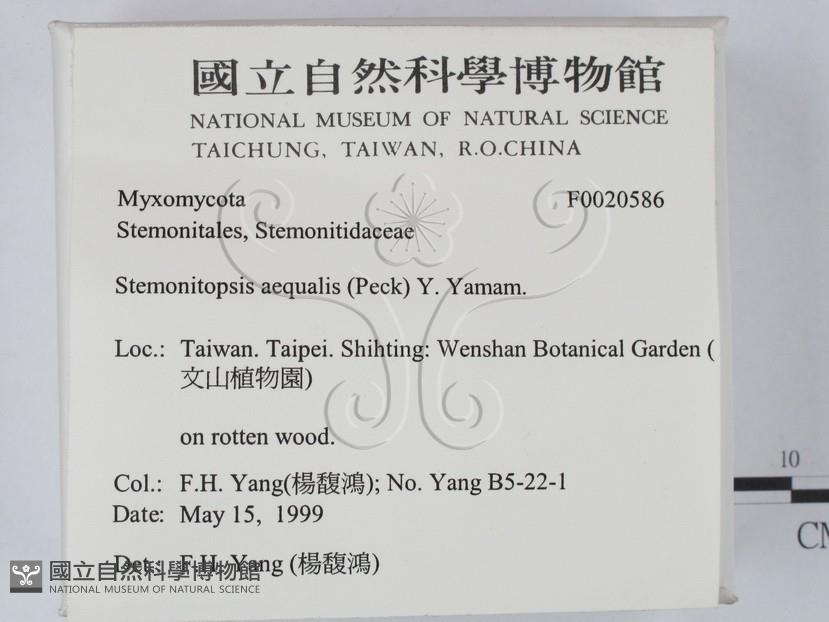 國立自然科學博物館
NATIONAL MUSEUM OF NATURAL SCIENCE
TAICHUNG, TAIWAN, R.O.CHINA
Myxomycota F0020586
Stemonitales, Stemonitidaceae
Stemonitopsis aequalis (Peck) Y. Yamam.
Loc.: Taiwan. Taipei. Shihting: Wenshan Botanical Garden (
文山植物園)
on rotten wood.
Col.: F.H. Yang(楊馥鴻); No. Yang B5-22-1
Date: May 15, 1999
Det.: F.H. Yang (楊馥鴻)
國立自然科學博物館
NATIONAL MUSEUM OF NATURAL SCIENCE
10
CM